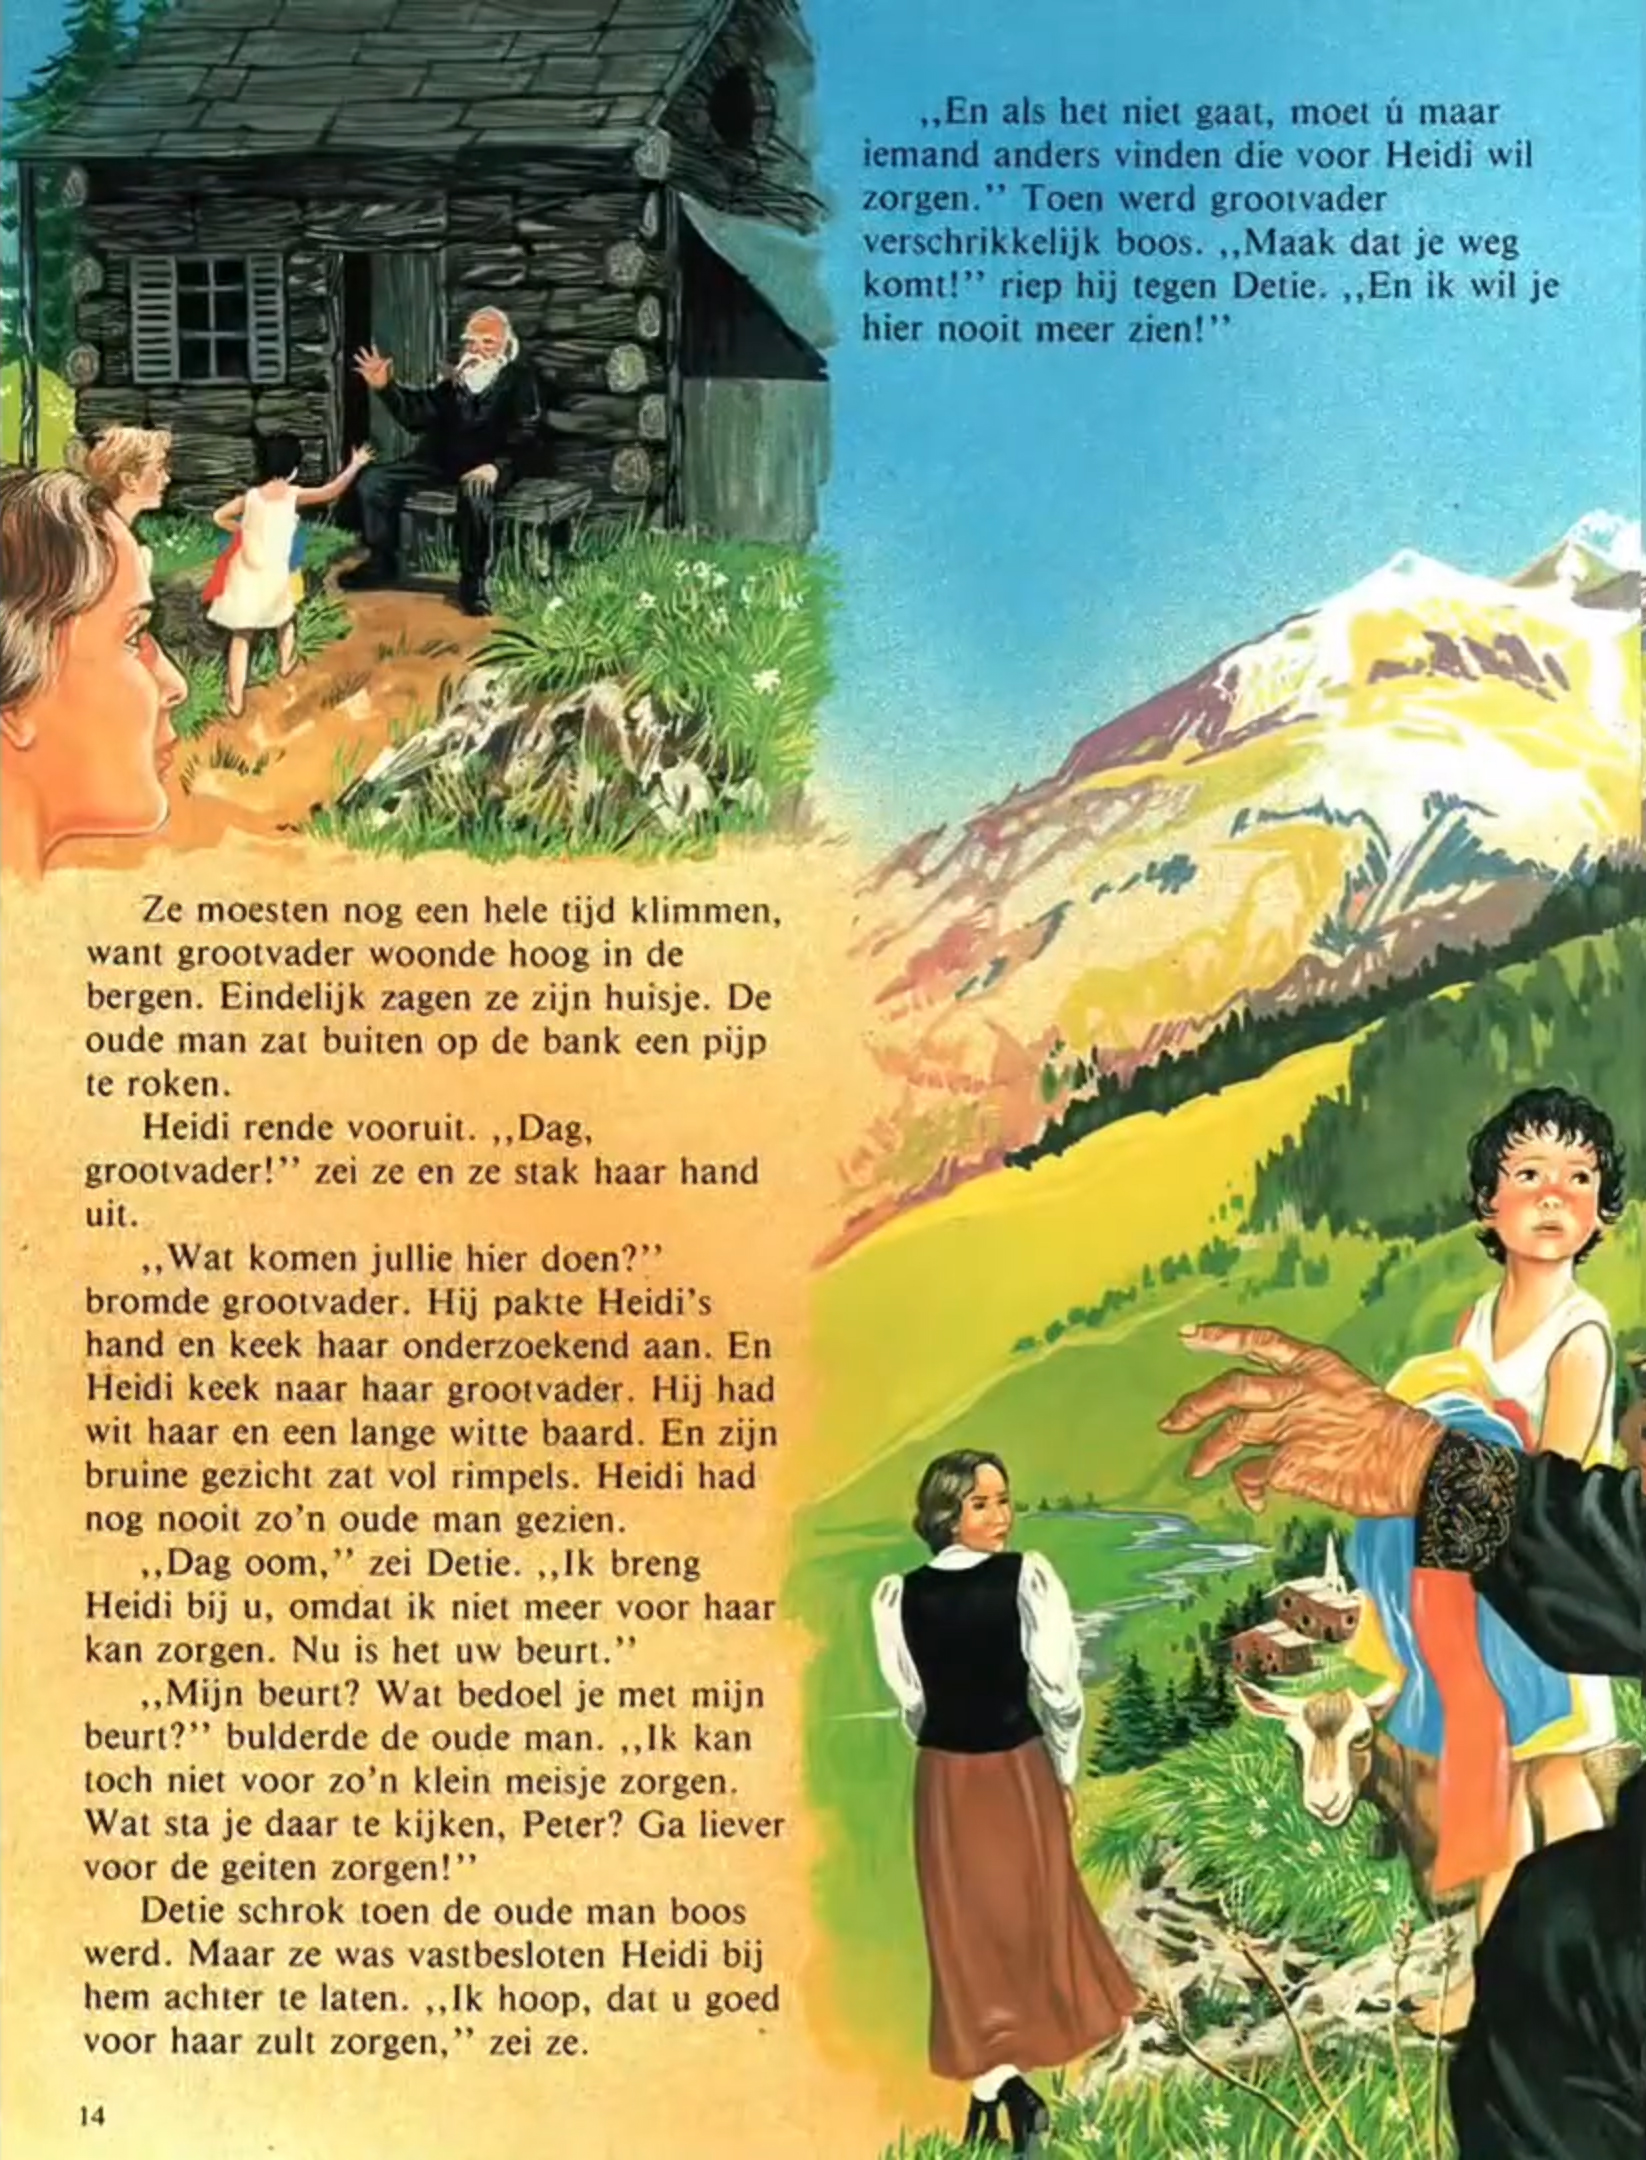 Ze moesten nog een hele tijd klimmen,
want grootvader woonde hoog in de
bergen. Eindelijk zagen ze zijn huisje. De
oude man zat buiten op de bank een pijp
te roken.
Heidi rende vooruit. ,,Dag,
grootvader!’’ zei ze en ze stak haar hand
uit.
,,Wat komen jullie hier doen?’’
bromde grootvader. Hij pakte Heidi’s
hand en keek haar onderzoekend aan. En
Heidi keek naar haar grootvader. Hij had
wit haar en een lange witte baard. En zijn
bruine gezicht zat vol rimpels. Heidi had
nog nooit zo’n oude man gezien.
,,Dag oom,’’ zei Detie. ,,Ik breng
Heidi bij u, omdat ik niet meer voor haar
kan zorgen. Nu is het uw beurt.’’
,,Mijn beurt? Wat bedoel je met mijn
beurt?’’ bulderde de oude man. ,,Ik kan
toch niet voor zo’n klein meisje zorgen.
Wat sta je daar te kijken, Peter? Ga liever
voor de geiten zorgen!’’
Detie schrok toen de oude man boos
werd. Maar ze was vastbesloten Heidi bij
hem achter te laten. ,,Ik hoop, dat u goed
voor haar zult zorgen,’’ zei ze.
14
,,En als het niet gaat, moet ú maar
iemand anders vinden die voor Heidi wil
zorgen.’’ Toen werd grootvader
verschrikkelijk boos. ,,Maak dat je weg
komt!’’ riep hij tegen Detie. ,,En ik wil je
hier nooit meer zien!’’